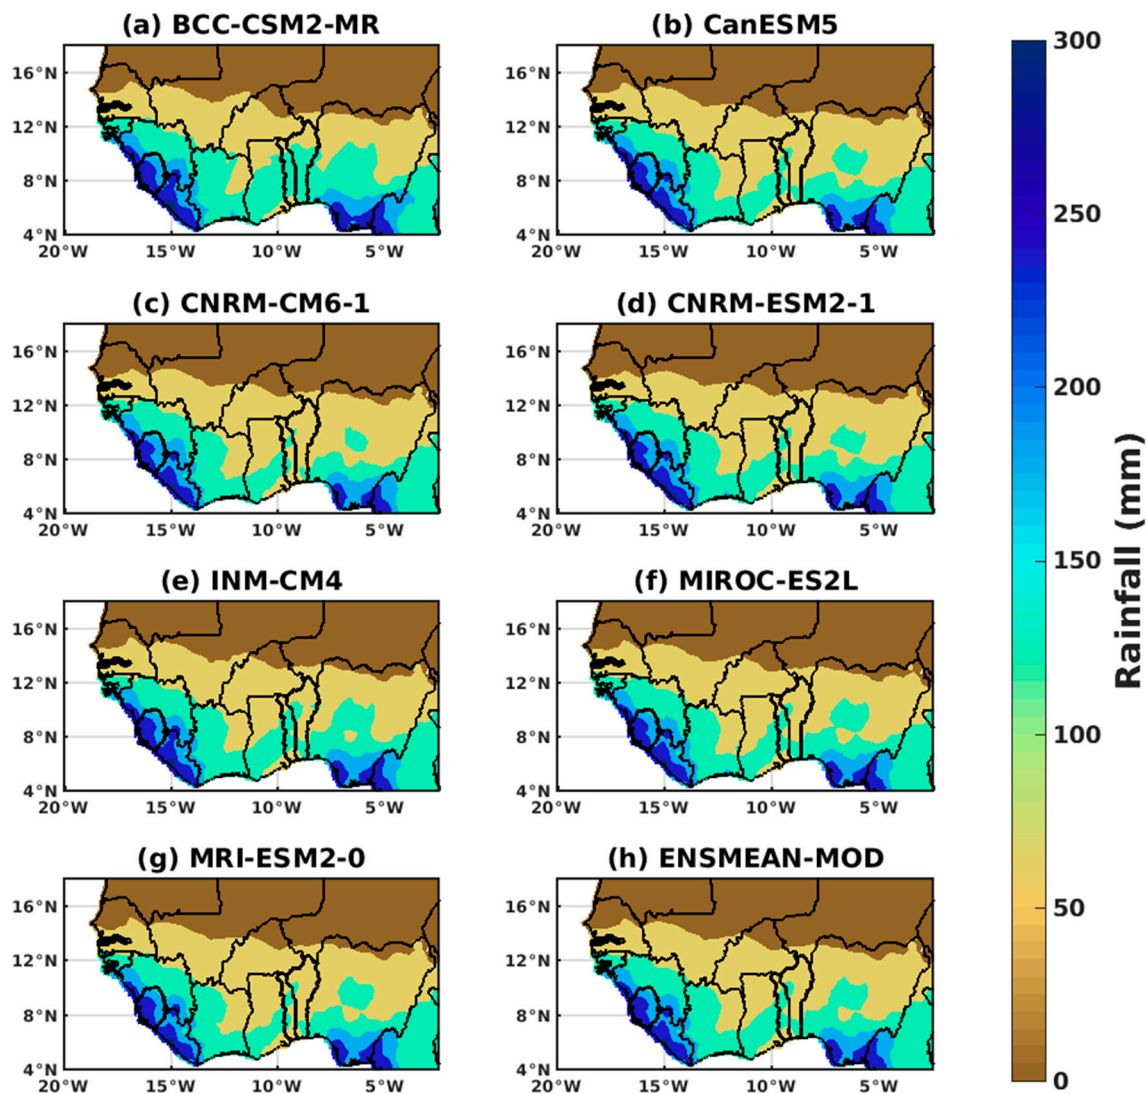 (a) BCC-CSM2-MR
(b) CanESM5
16°N
12°N
8°N
4°N
20°W
15°W
10°W
5°W
16°N
12°N
8°N
4°N
20°W
15°W
10°W
5°W
(c) CNRM-CM6-1
(d) CNRM-ESM2-1
16°N
12°N
8°N
4°N
20°W
15°W
10°W
5°W
16°N
12°N
8°N
4°N
20°W
15°W
10°W
5°W
(e) INM-CM4
(f) MIROC-ES2L
16°N
12°N
8°N
4°N
20°W
15°W
10°W
5°W
16°N
12°N
8°N
4°N
20°W
15°W
10°W
5°W
(g) MRI-ESM2-0
(h) ENSMEAN-MOD
16°N
12°N
8°N
4°N
20°W
15°W
10°W
5°W
16°N
12°N
8°N
4°N
20°W
15°W
10°W
5°W
300
250
200
150
100
50
0
Rainfall (mm)